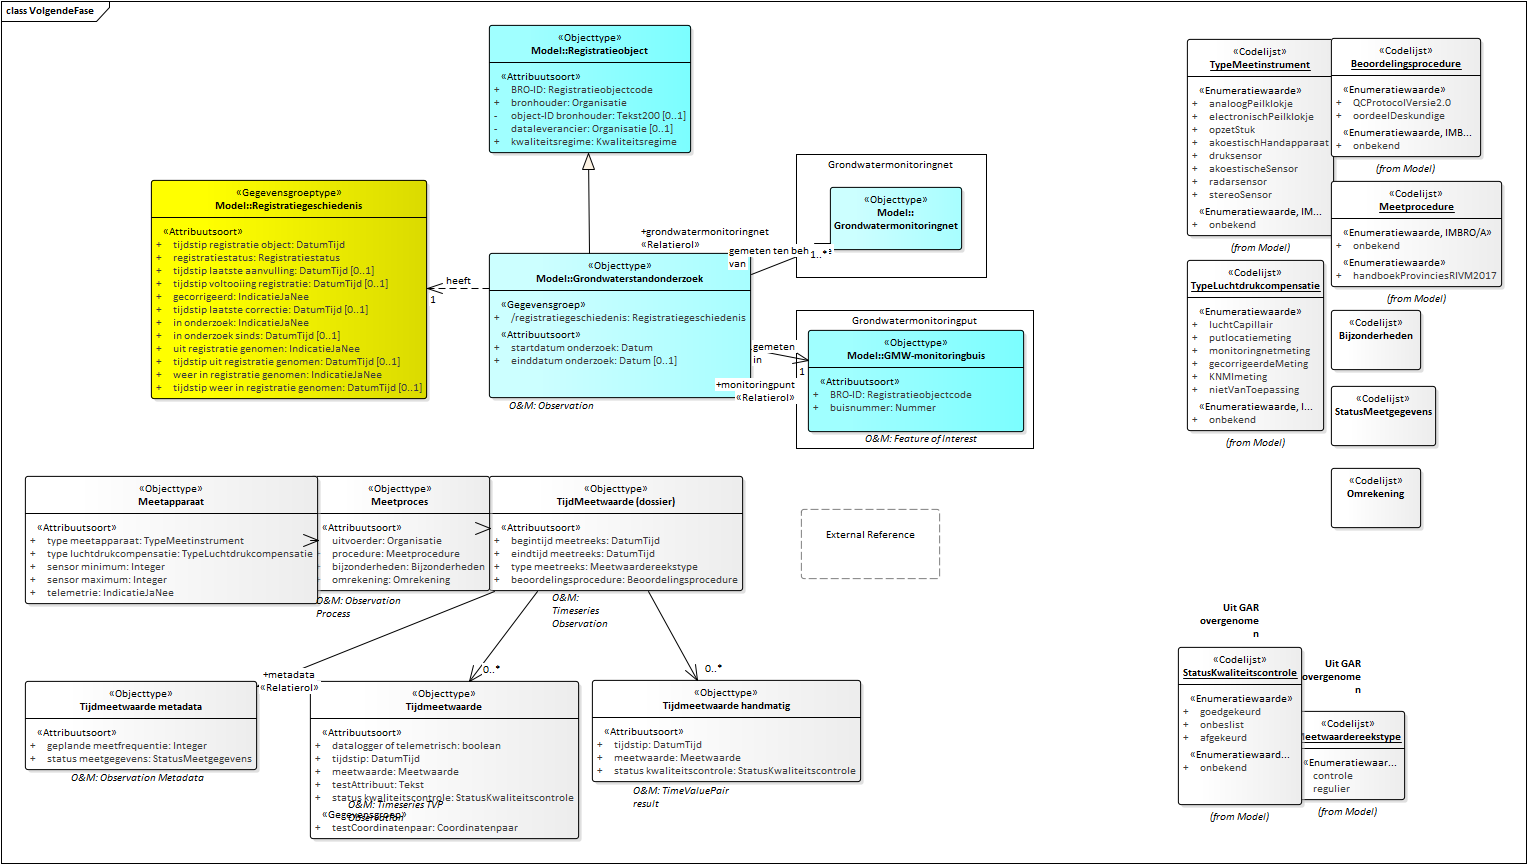 class VolgendeFase
«Objecttype»
Model::Registratieobject
«Attribuutsoort»
+ BRO-ID: Registratieobjectcode
+ bronhouder: Organisatie
- object-ID bronhouder: Tekst200 [0..1]
- dataleverancier: Organisatie [0..1]
+ kwaliteitsregime: Kwaliteitsregime
«Gegevensgroeptype»
Model::Registratiegeschiedenis
«Attribuutsoort»
+ tijdstip registratie object: DatumTijd
+ registratiestatus: Registratiestatus
+ tijdstip laatste aanvulling: DatumTijd [0..1]
+ tijdstip voltooiing registratie: DatumTijd [0..1]
+ gecorrigeerd: IndicatieJaNee
+ tijdstip laatste correctie: DatumTijd [0..1]
+ in onderzoek: IndicatieJaNee
+ in onderzoek sinds: DatumTijd [0..1]
+ uit registratie genomen: IndicatieJaNee
+ tijdstip uit registratie genomen: DatumTijd [0..1]
+ weer in registratie genomen: IndicatieJaNee
+ tijdstip weer in registratie genomen: DatumTijd [0..1]
heeft
1
«Objecttype»
Model::Grondwaterstandonderzoek
«Gegevensgroep»
+ /registratiegeschiedenis: Registratiegeschiedenis
«Attribuutsoort»
+ startdatum onderzoek: Datum
+ einddatum onderzoek: Datum [0..1]
O&M: Observation
+grondwatermonitoringnet
«Relatierol»
gemeten ten beh
van
1..*
Grondwatermonitoringnet
«Objecttype»
Model::
Grondwatermonitoringnet
gemeten
in
1
+monitoringpunt
«Relatierol»
Grondwatermonitoringput
«Objecttype»
Model::GMW-monitoringbuis
«Attribuutsoort»
+ BRO-ID: Registratieobjectcode
+ buisnummer: Nummer
O&M: Feature of Interest
«Objecttype»
Meetapparaat
«Attribuutsoort»
+ type meetapparaat: TypeMeetinstrument
+ type luchtdrukcompensatie: TypeLuchtdrukcompensatie
+ sensor minimum: Integer
+ sensor maximum: Integer
+ telemetrie: IndicatieJaNee
«Objecttype»
Meetproces
«Attribuutsoort»
uitvoerder: Organisatie
procedure: Meetprocedure
bijzonderheden: Bijzonderheden
omrekening: Omrekening
O&M: Observation
Process
«Objecttype»
TijdMeetwaarde (dossier)
«Attribuutsoort»
+ begintijd meetreeks: DatumTijd
+ eindtijd meetreeks: DatumTijd
+ type meetreeks: Meetwaardereekstype
+ beoordelingsprocedure: Beoordelingsprocedure
O&M:
Timeseries
Observation
External Reference
+metadata
«Relatierol»
0..*
0..*
«Objecttype»
Tijdmeetwaarde metadata
«Attribuutsoort»
+ geplande meetfrequentie: Integer
+ status meetgegevens: StatusMeetgegevens
O&M: Observation Metadata
«Objecttype»
Tijdmeetwaarde
«Attribuutsoort»
+ datalogger of telemetrisch: boolean
+ tijdstip: DatumTijd
+ meetwaarde: Meetwaarde
+ testAttribuut: Tekst
+ status kwaliteitscontrole: StatusKwaliteitscontrole
O&M: Timeseries TVP
Observation
«Gegevensgroep»
+ testCoordinatenpaar: Coordinatenpaar
«Objecttype»
Tijdmeetwaarde handmatig
«Attribuutsoort»
+ tijdstip: DatumTijd
+ meetwaarde: Meetwaarde
+ status kwaliteitscontrole: StatusKwaliteitscontrole
O&M: TimeValuePair
result
«Codelijst»
TypeMeetinstrument
«Enumeratiewaarde»
+ analoogPeilklokje
+ electronischPeilklokje
+ opzetStuk
+ akoestischHandapparaat
+ druksensor
+ akoestischeSensor
+ radarsensor
+ stereoSensor
«Enumeratiewaarde, IM...
+ onbekend
(from Model)
«Codelijst»
Beoordelingsprocedure
«Enumeratiewaarde»
+ QCProtocolVersie2.0
+ oordeelDeskundige
«Enumeratiewaarde, IMB...
+ onbekend
(from Model)
«Codelijst»
Meetprocedure
«Enumeratiewaarde, IMBRO/A»
+ onbekend
«Enumeratiewaarde»
+ handboekProvinciesRIVM2017
(from Model)
«Codelijst»
TypeLuchtdrukcompensatie
«Enumeratiewaarde»
+ luchtCapillair
+ putlocatiemeting
+ monitoringnetmeting
+ gecorrigeerdeMeting
+ KNMImeting
+ nietVanToepassing
«Enumeratiewaarde, I...
+ onbekend
(from Model)
«Codelijst»
Bijzonderheden
«Codelijst»
StatusMeetgegevens
«Codelijst»
Omrekening
Uit GAR
overgenome
n
«Codelijst»
StatusKwaliteitscontrole
«Enumeratiewaarde»
+ goedgekeurd
+ onbeslist
+ afgekeurd
«Enumeratiewaard...
+ onbekend
(from Model)
Uit GAR
overgenome
n
«Codelijst»
eetwaardereekstype
«Enumeratiewaar...
controle
regulier
(from Model)